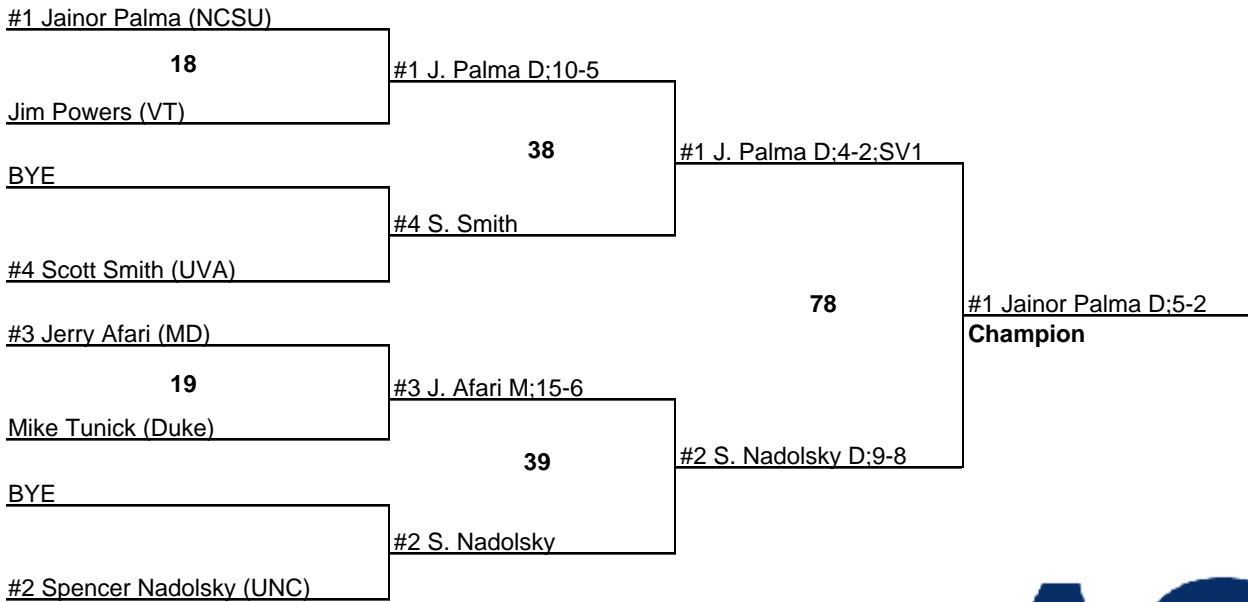 #1 Jainor Palma (NCSU)
18
#1 J. Palma D;10-5
Jim Powers (VT)
38
#1 J. Palma D;4-2;SV1
BYE
#4 S. Smith
#4 Scott Smith (UVA)
78
#1 Jainor Palma D;5-2
Champion
#3 Jerry Afari (MD)
19
#3 J. Afari M;15-6
Mike Tunick (Duke)
39
#2 S. Nadolsky D;9-8
BYE
#2 S. Nadolsky
#2 Spencer Nadolsky (UNC)